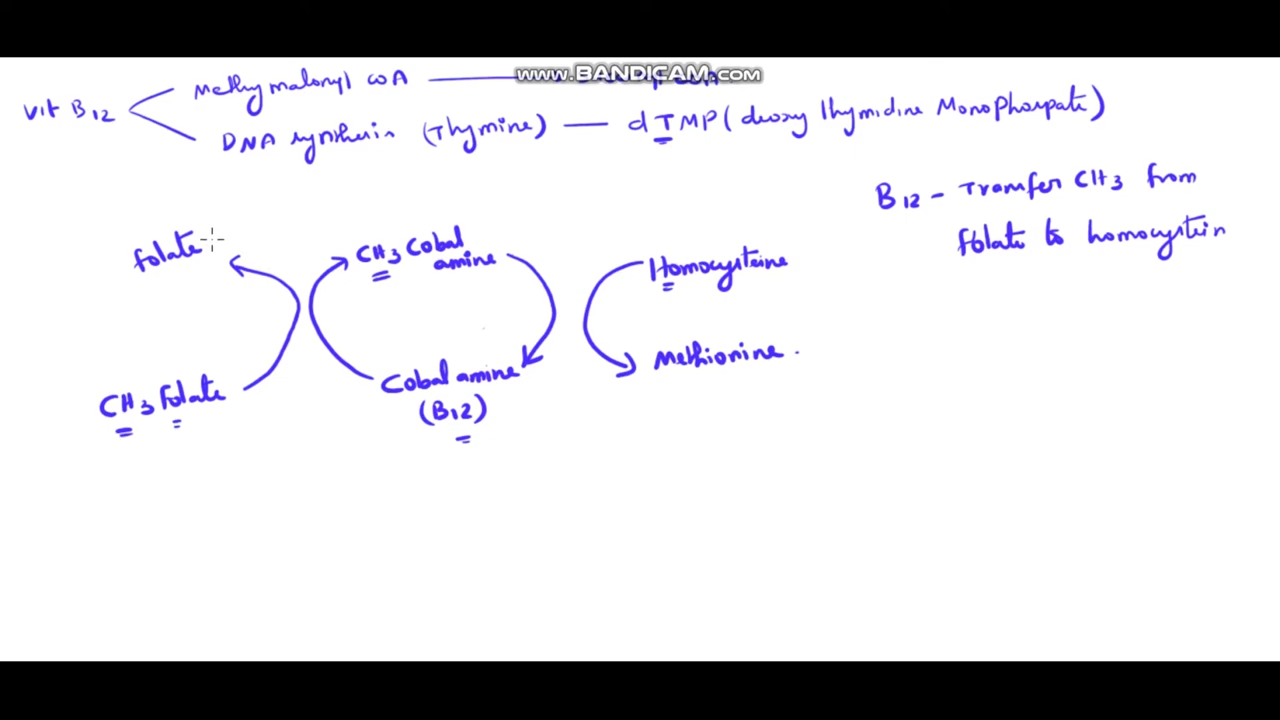 www.BANDICAM.com
Vit B12
Methymalonyl COA —
DNA synthesis (Thymine) — dTMP (deoxy Thymidine Monophospate)
B12 - Transfer CH3 from
folate to homocystein
folate
CH3 Cobal
amine
Homocysteine
CH3 Folate
Cobal amine
(B12)
Methionine.